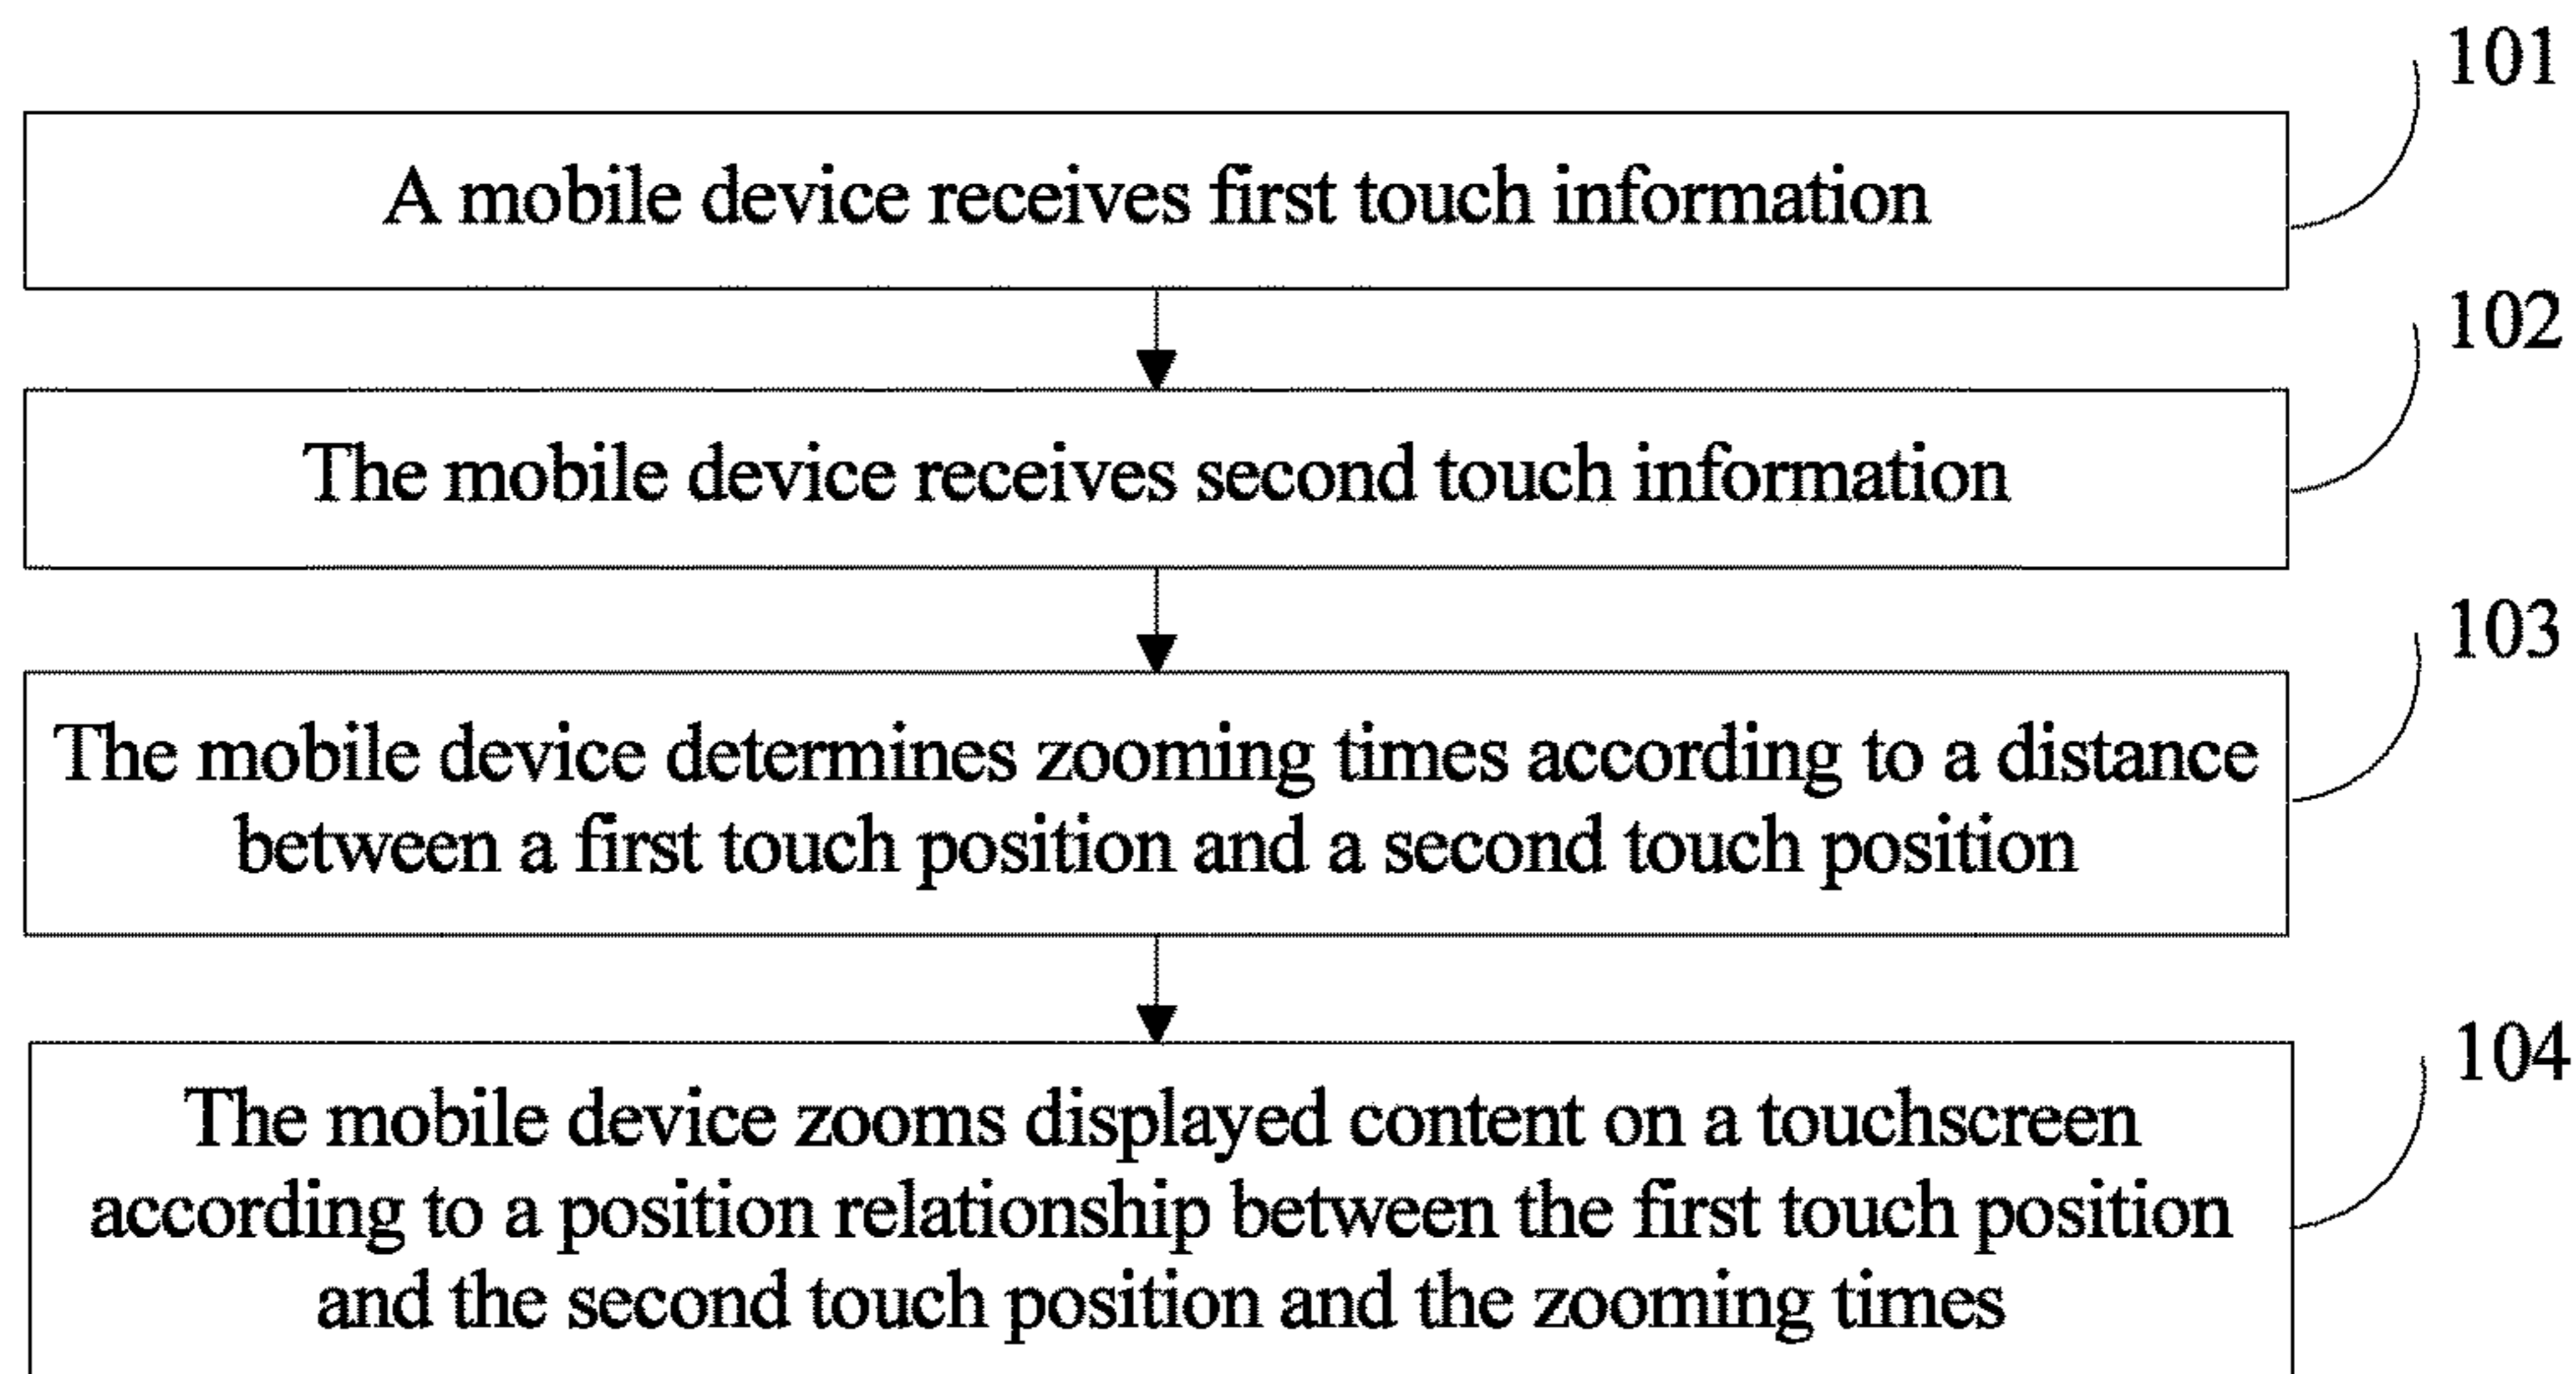 101
A mobile device receives first touch information
102
The mobile device receives second touch information
103
The mobile device determines zooming times according to a distance
between a first touch position and a second touch position
104
The mobile device zooms displayed content on a touchscreen
according to a position relationship between the first touch position
and the second touch position and the zooming times